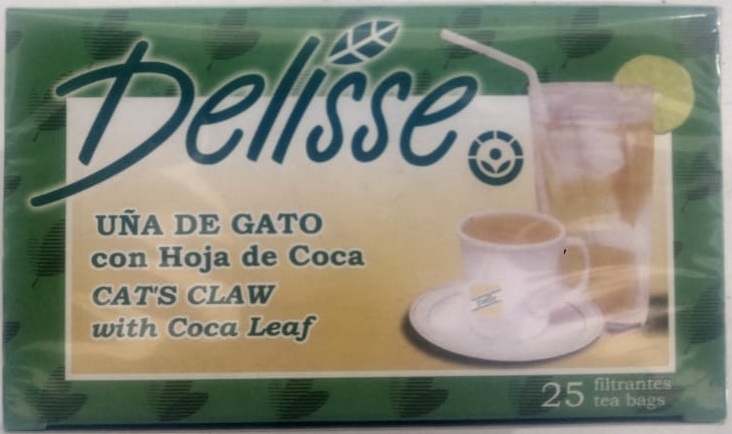 Delisse
UÑA DE GATO
con Hoja de Coca
CAT'S CLAW
with Coca Leaf
25 filtrantes
tea bags